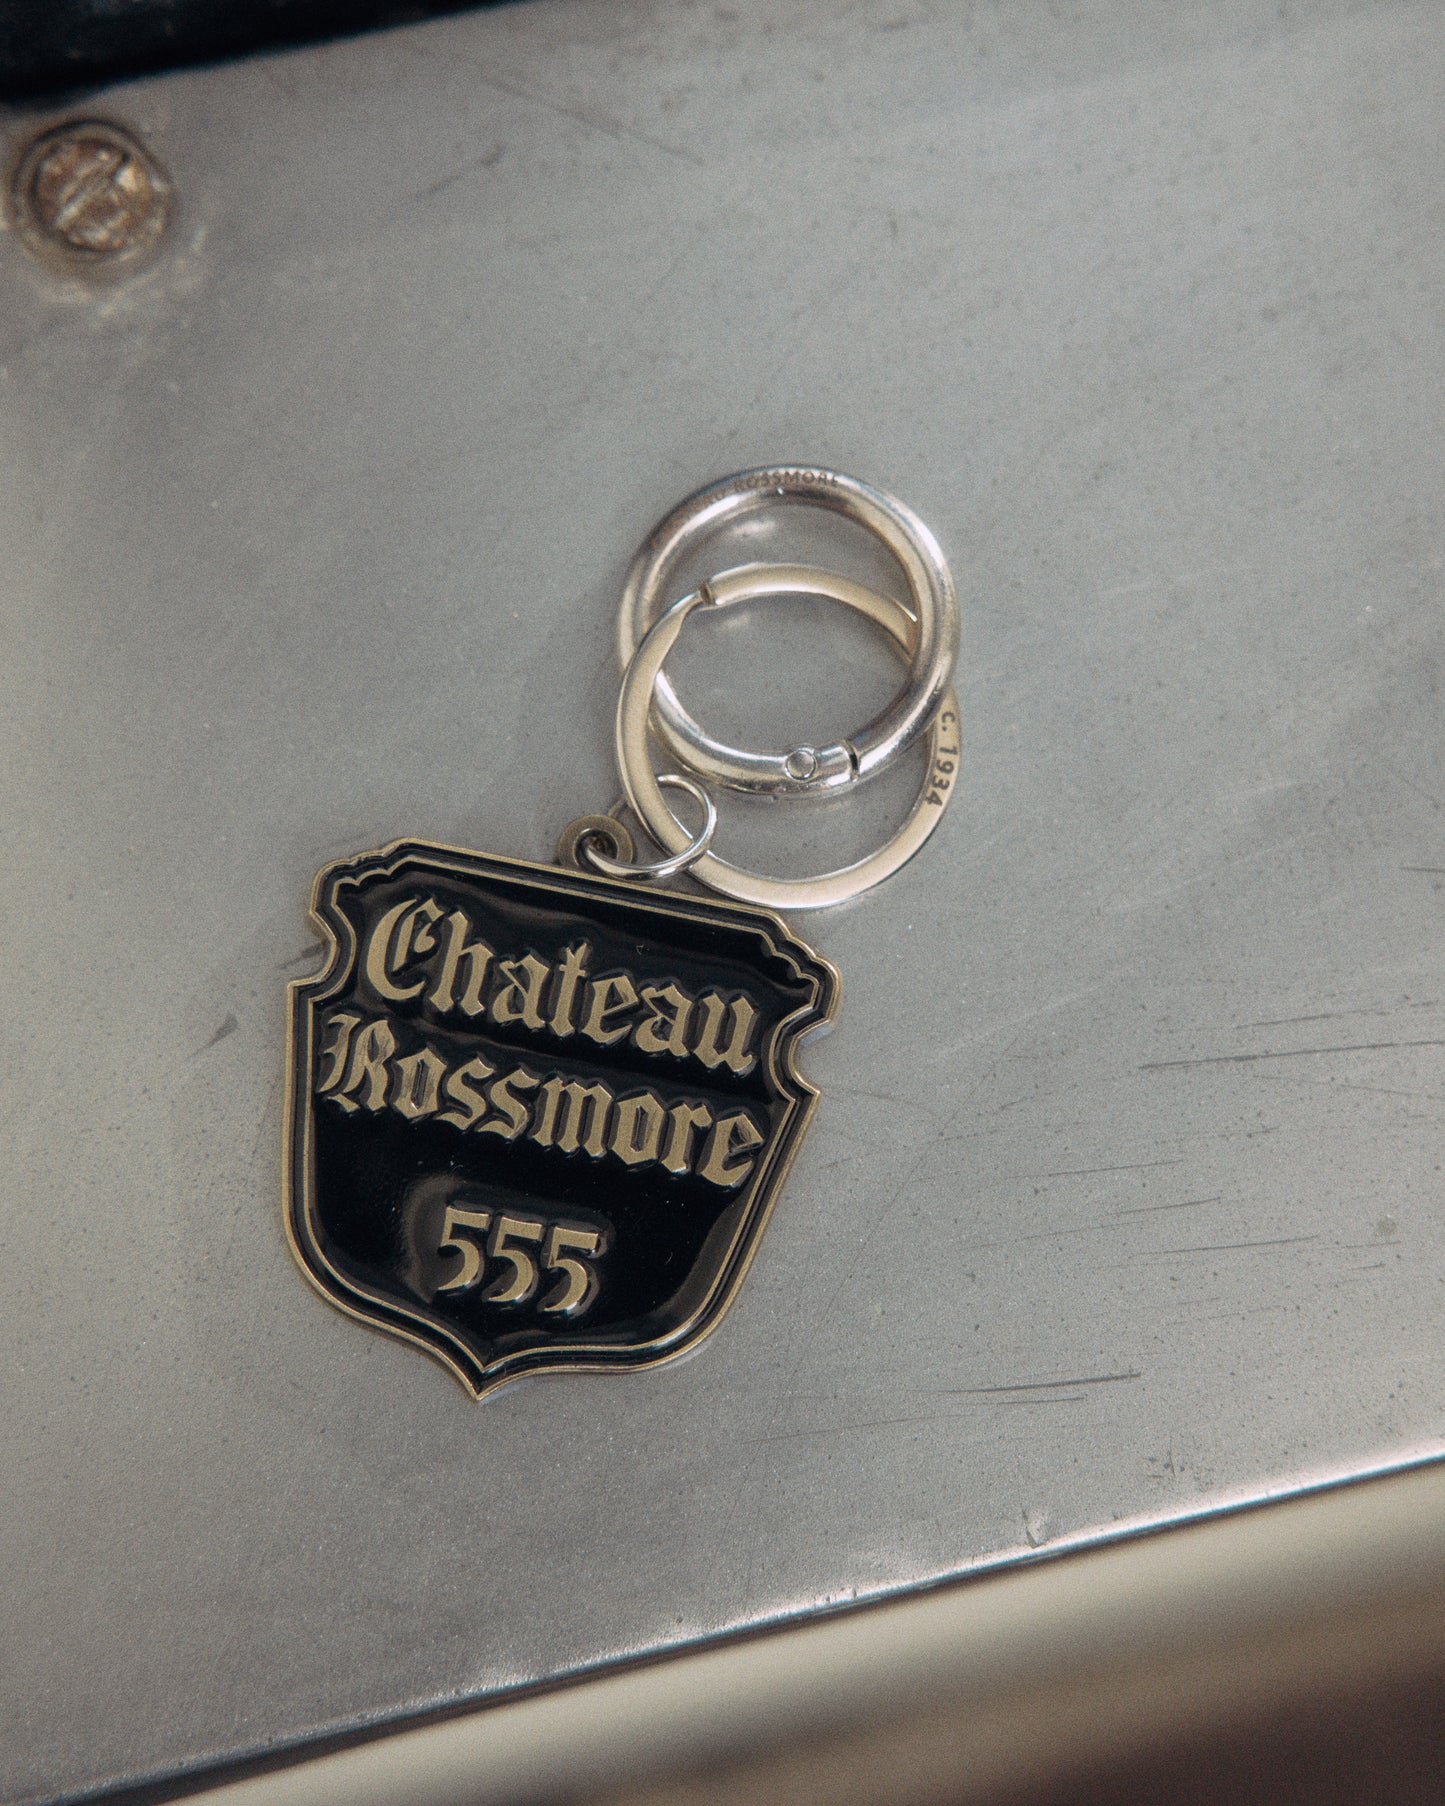 ROSSMORE
C. 1934
Chateau
Rossmore
555